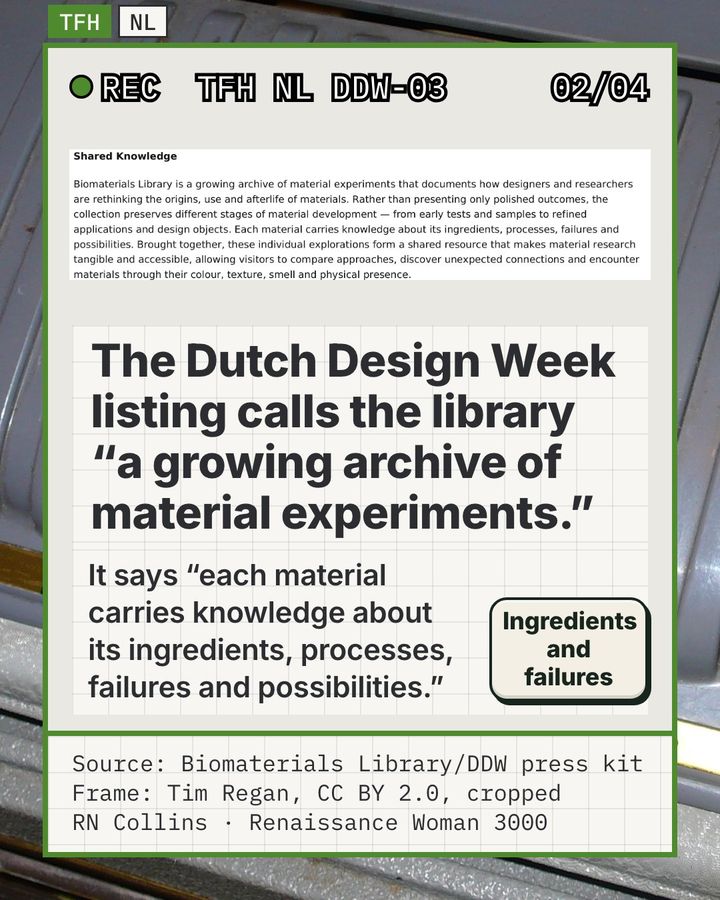 TFH NL
REC TFH NL DDW-03 02/04
Shared Knowledge
Biomaterials Library is a growing archive of material experiments that documents how designers and researchers
are rethinking the origins, use and afterlife of materials. Rather than presenting only polished outcomes, the
collection preserves different stages of material development — from early tests and samples to refined
applications and design objects. Each material carries knowledge about its ingredients, processes, failures and
possibilities. Brought together, these individual explorations form a shared resource that makes material research
tangible and accessible, allowing visitors to compare approaches, discover unexpected connections and encounter
materials through their colour, texture, smell and physical presence.
The Dutch Design Week
listing calls the library
“a growing archive of
material experiments.”
It says “each material
carries knowledge about
its ingredients, processes,
failures and possibilities.”
Ingredients
and
failures
Source: Biomaterials Library/DDW press kit
Frame: Tim Regan, CC BY 2.0, cropped
RN Collins · Renaissance Woman 3000